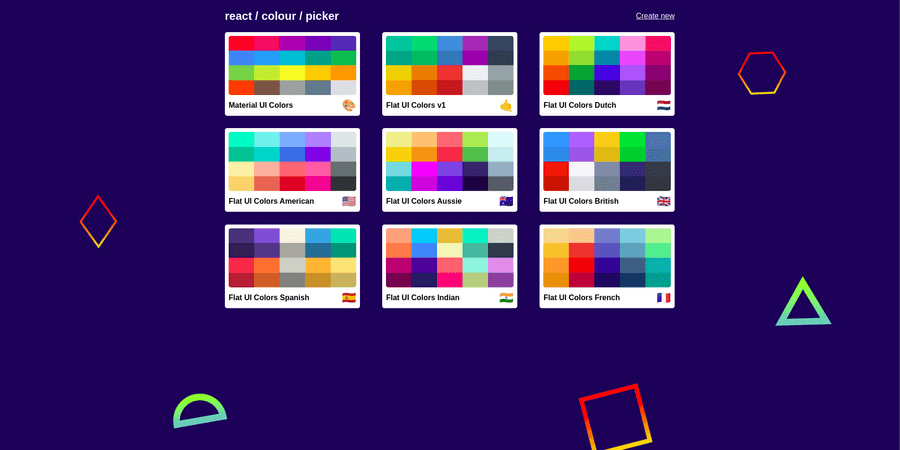 react / colour / picker
Create new
Material UI Colors
Flat UI Colors v1
Flat UI Colors Dutch
Flat UI Colors American
Flat UI Colors Aussie
Flat UI Colors British
Flat UI Colors Spanish
Flat UI Colors Indian
Flat UI Colors French